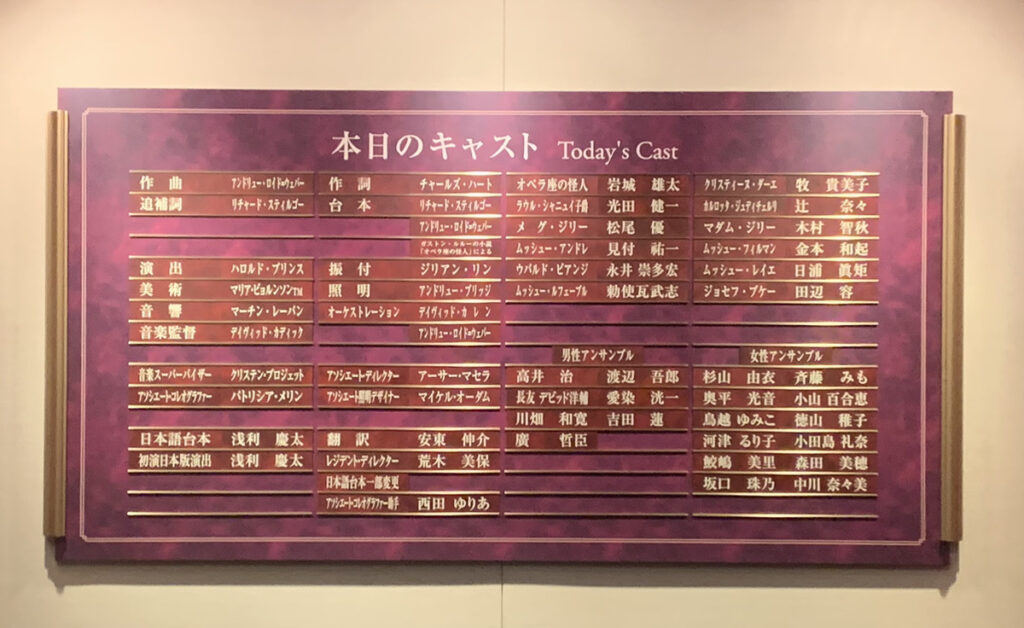 本日のキャスト Today's Cast
作曲 アンドリュー・ロイド=ウェバー
追補詞 リチャード・スティルゴー
演出 ハロルド・プリンス
美術 マリア・ビョルンソンTM
音響 マーチン・レーバン
音楽監督 デイヴィッド・カディック
音楽スーパーバイザー クリステン・ブロジェット
アソシエート・コレオグラファー パトリシア・メリン
日本語台本 浅利 慶太
初演日本版演出 浅利 慶太
作詞 チャールズ・ハート
台本 リチャード・スティルゴー
アンドリュー・ロイド=ウェバー
ガストン・ルルーの小説
「オペラ座の怪人」による
振付 ジリアン・リン
照明 アンドリュー・ブリッジ
オーケストレーション デイヴィッド・カレン
アンドリュー・ロイド=ウェバー
アソシエート・ディレクター アーサー・マセラ
アソシエート照明デザイナー マイケル・オーダム
翻訳 安東 伸介
レジデント・ディレクター 荒木 美保
日本語台本一部変更
アソシエート・コレオグラファー助手 西田 ゆりあ
オペラ座の怪人 岩城 雄太
ラウル・シャニュイ子爵 光田 健一
メグ・ジリー 松尾 優
ムッシュー・アンドレ 見付 祐一
ウバルド・ピアンジ 永井 崇多宏
ムッシュー・ルフェーブル 勅使瓦武志
男性アンサンブル
高井 治 渡辺 吾郎
長友 デビッド洋輔 愛染 洸一
川畑 和寛 吉田 蓮
廣 哲臣
クリスティーヌ・ダーエ 牧 貴美子
カルロッタ・ジュディチェルリ 辻 奈々
マダム・ジリー 木村 智秋
ムッシュー・フィルマン 金本 和起
ムッシュー・レイエ 日浦 眞矩
ジョセフ・ブケー 田辺 容
女性アンサンブル
杉山 由衣 斉藤 みも
奥平 光音 小山 百合恵
鳥越 ゆみこ 徳山 稚子
河津 るり子 小田島 礼奈
鮫嶋 美里 森田 美穂
坂口 珠乃 中川 奈々美